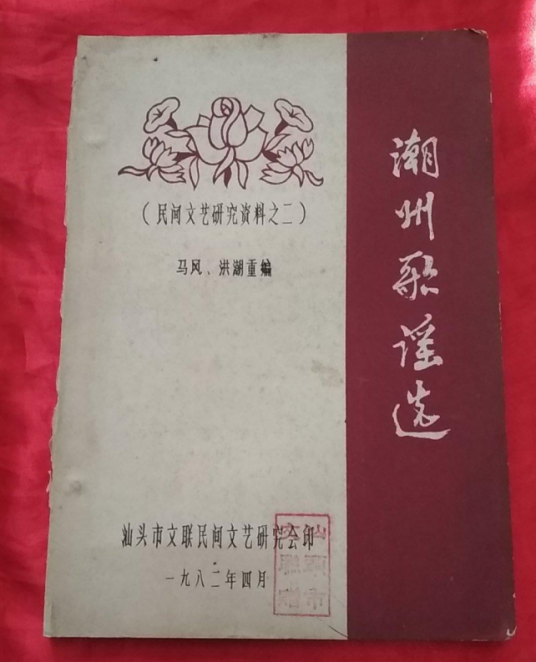 潮州歌谣选
（民间文艺研究资料之二）
马风、洪湖重编
汕头市文联民间文艺研究会印
一九八二年四月